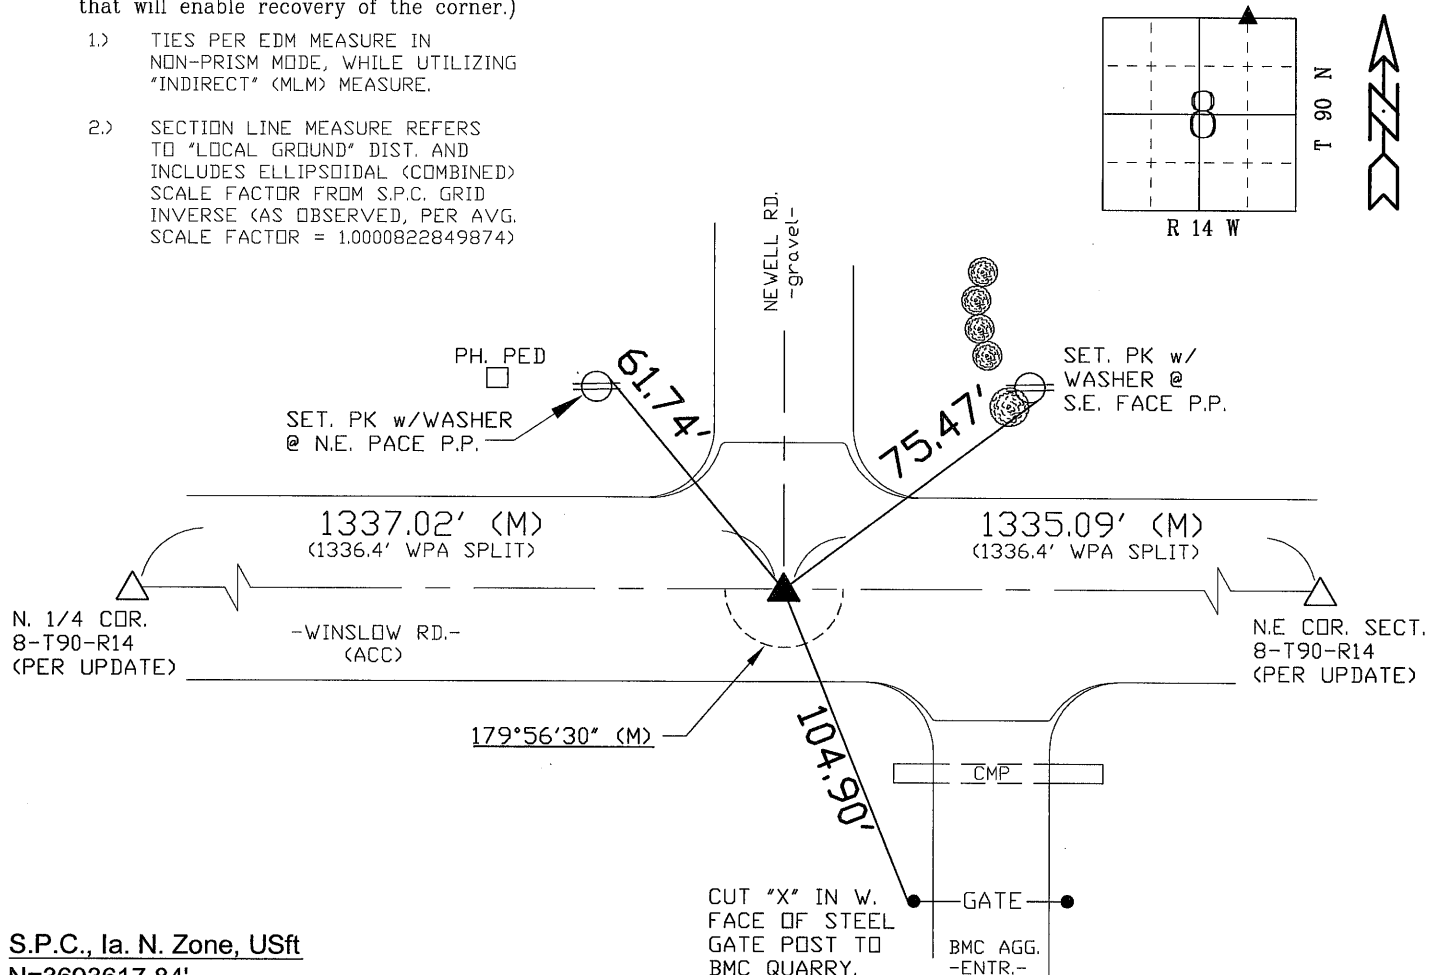 that will enable recovery of the corner.)
1.) TIES PER EDM MEASURE IN
NON-PRISM MODE, WHILE UTILIZING
"INDIRECT" (MLM) MEASURE.
2.) SECTION LINE MEASURE REFERS
TO "LOCAL GROUND" DIST. AND
INCLUDES ELLIPSOIDAL (COMBINED)
SCALE FACTOR FROM S.P.C. GRID
INVERSE (AS OBSERVED, PER AVG.
SCALE FACTOR = 1.0000822849874)
8
T 90 N
R 14 W
N
NEWELL RD.
-gravel-
PH. PED
61.74'
SET. PK w/WASHER
@ N.E. PACE P.P.
75.47'
SET. PK w/
WASHER @
S.E. FACE P.P.
1337.02' (M)
(1336.4' WPA SPLIT)
1335.09' (M)
(1336.4' WPA SPLIT)
N. 1/4 COR.
8-T90-R14
(PER UPDATE)
-WINSLOW RD.-
(ACC)
N.E COR. SECT.
8-T90-R14
(PER UPDATE)
179°56'30" (M)
104.90'
CMP
CUT "X" IN W.
FACE OF STEEL
GATE POST TO
BMC QUARRY.
GATE
BMC AGG.
-ENTR.-
S.P.C., Ia. N. Zone, USft
N=3693617.84'